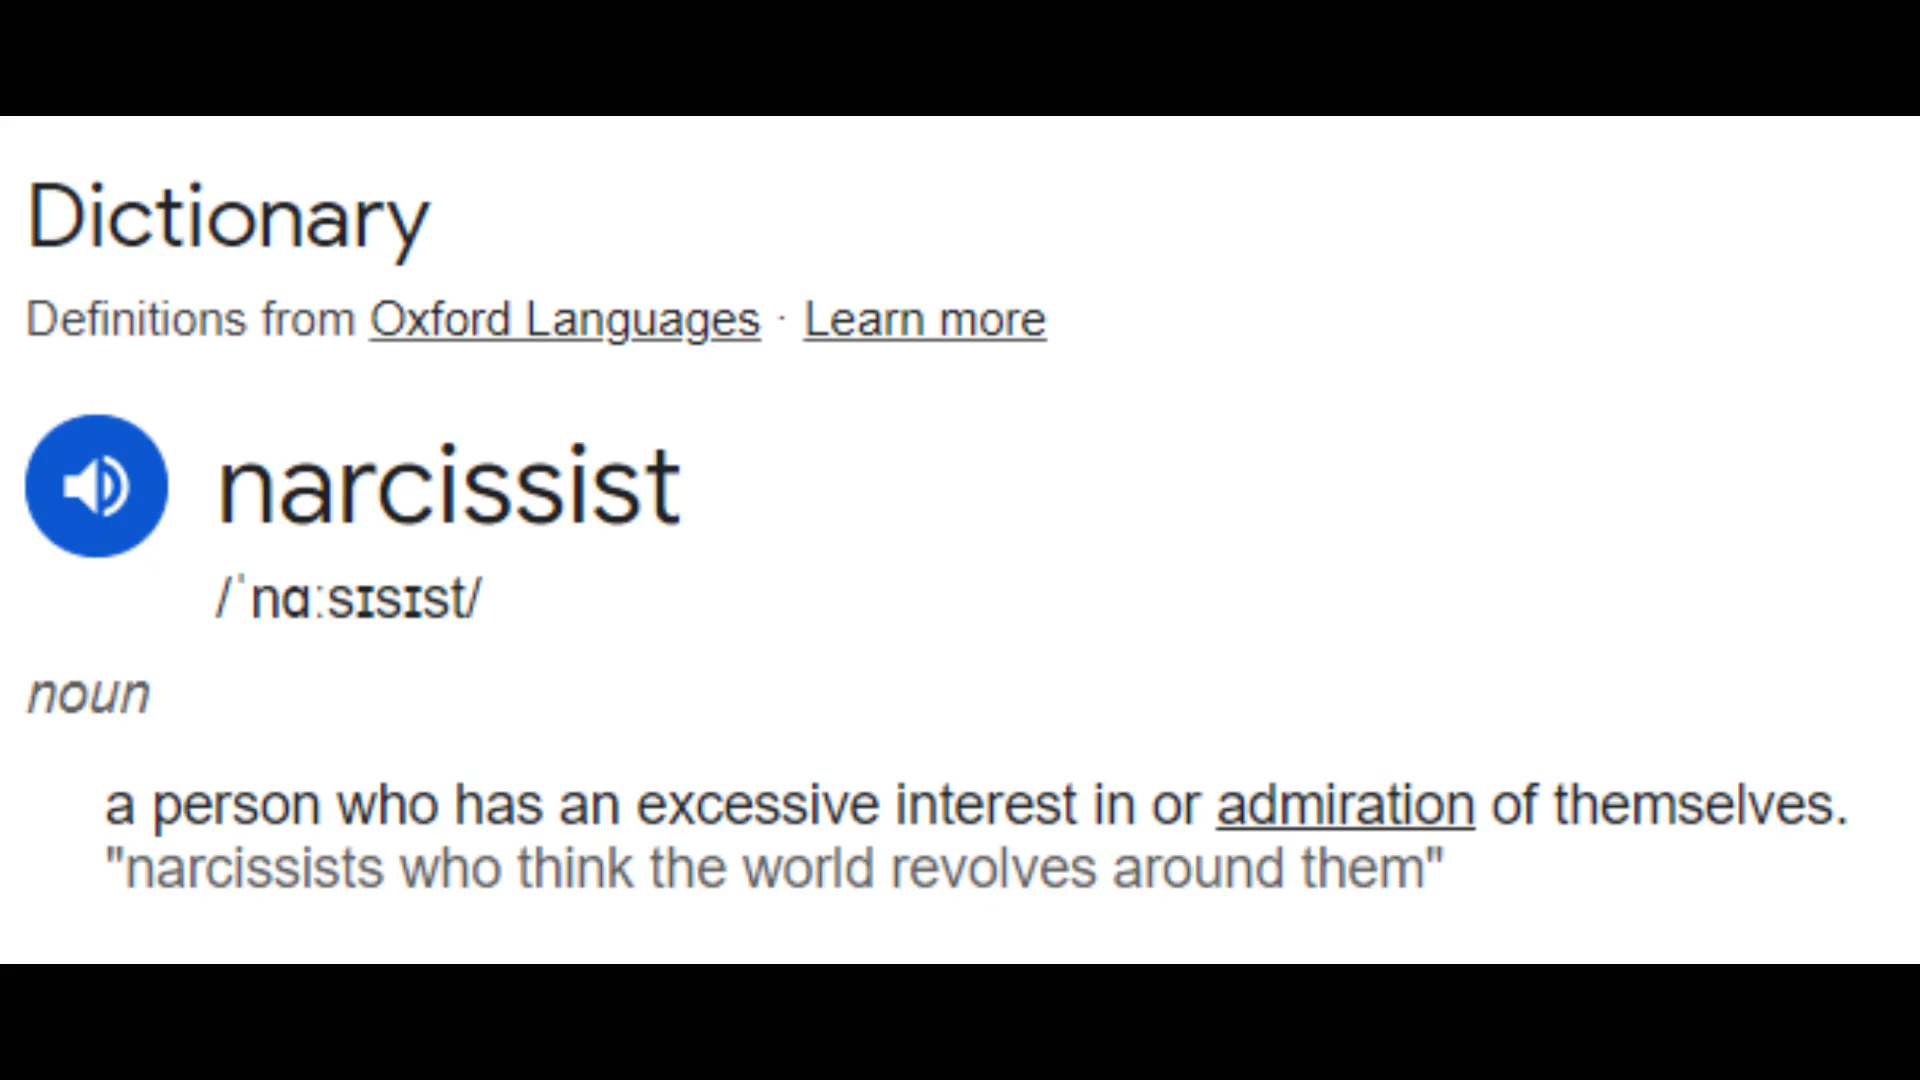 Dictionary
Definitions from Oxford Languages · Learn more
narcissist
/ˈnɑːsɪsɪst/
noun
a person who has an excessive interest in or admiration of themselves.
"narcissists who think the world revolves around them"